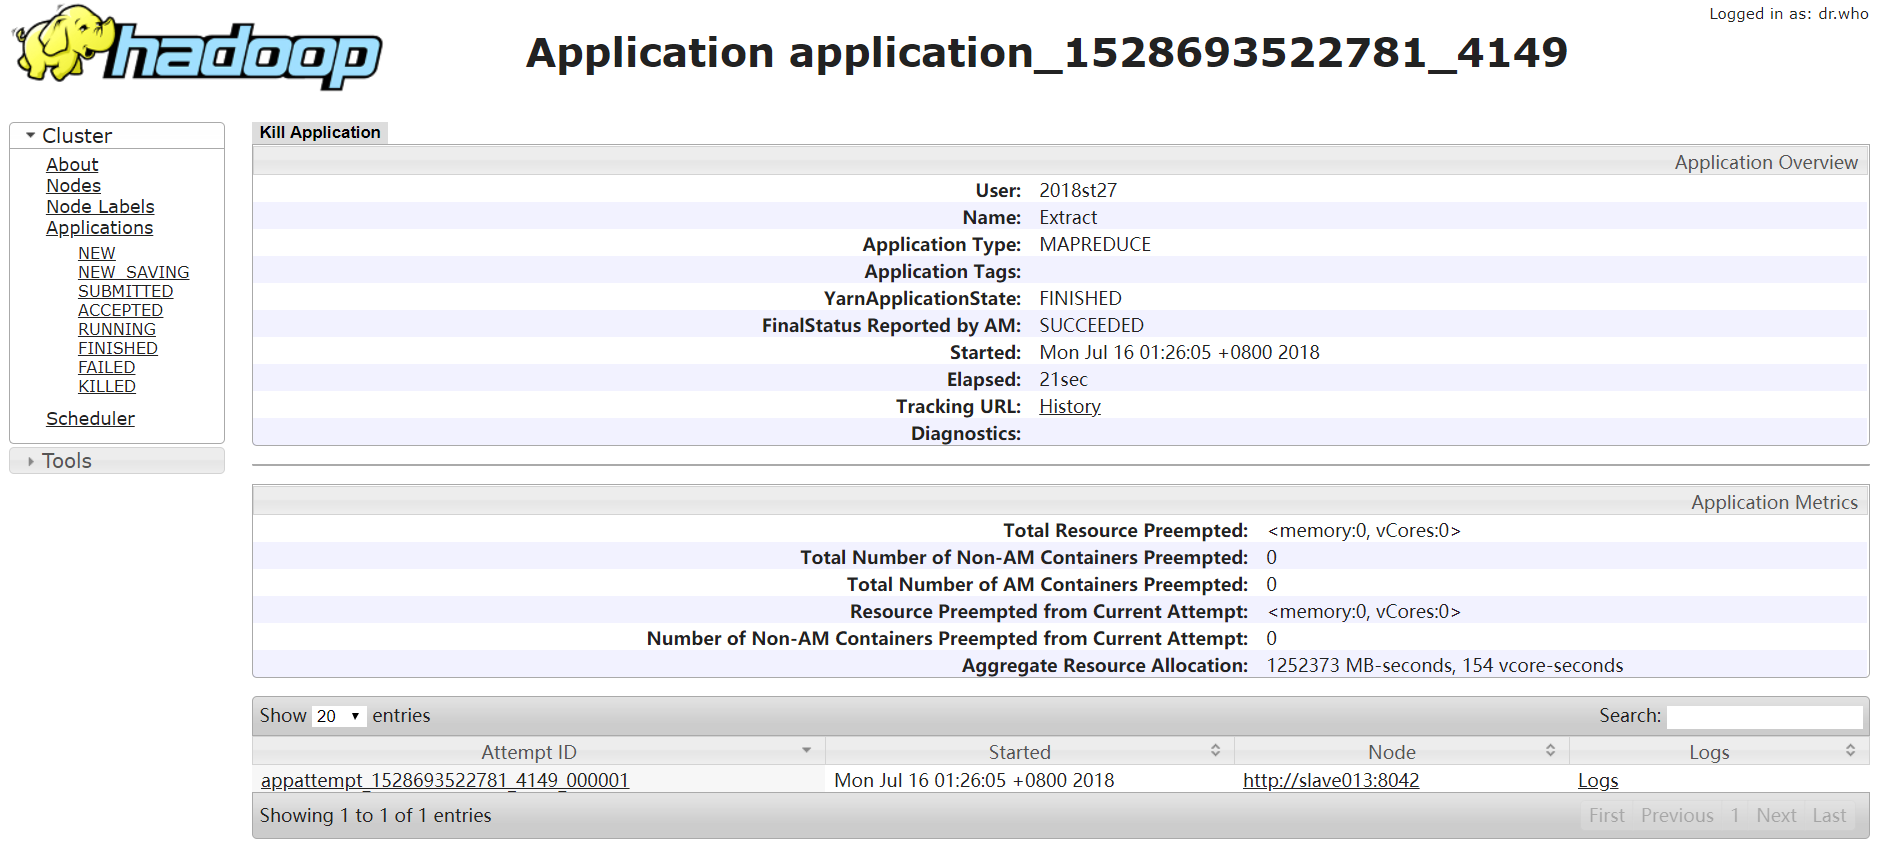 hadoop
Logged in as: dr.who
Application application_1528693522781_4149
Cluster
About
Nodes
Node Labels
Applications
NEW
NEW_SAVING
SUBMITTED
ACCEPTED
RUNNING
FINISHED
FAILED
KILLED
Scheduler
Tools
Kill Application
Application Overview
User: 2018st27
Name: Extract
Application Type: MAPREDUCE
Application Tags:
YarnApplicationState: FINISHED
FinalStatus Reported by AM: SUCCEEDED
Started: Mon Jul 16 01:26:05 +0800 2018
Elapsed: 21sec
Tracking URL: History
Diagnostics:
Application Metrics
Total Resource Preempted: <memory:0, vCores:0>
Total Number of Non-AM Containers Preempted: 0
Total Number of AM Containers Preempted: 0
Resource Preempted from Current Attempt: <memory:0, vCores:0>
Number of Non-AM Containers Preempted from Current Attempt: 0
Aggregate Resource Allocation: 1252373 MB-seconds, 154 vcore-seconds
Show 20 entries Search:
Attempt ID Started Node Logs
appattempt_1528693522781_4149_000001 Mon Jul 16 01:26:05 +0800 2018 http://slave013:8042 Logs
Showing 1 to 1 of 1 entries First Previous 1 Next Last